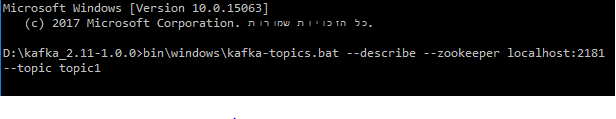 Microsoft Windows [Version 10.0.15063]
(c) 2017 Microsoft Corporation. כל הזכויות שמורות.
D:\kafka_2.11-1.0.0>bin\windows\kafka-topics.bat --describe --zookeeper localhost:2181
--topic topic1